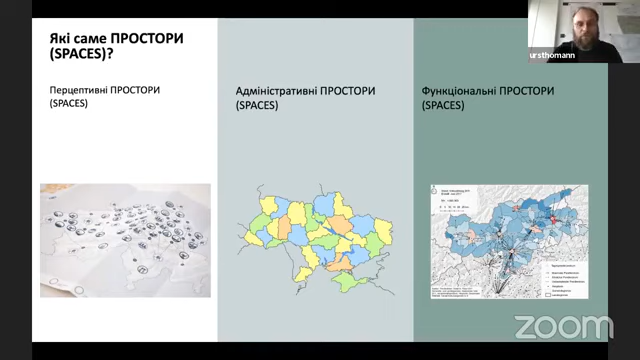 Які саме ПРОСТОРИ
(SPACES)?
Перцептивні ПРОСТОРИ
(SPACES)
Адміністративні ПРОСТОРИ
(SPACES)
Функціональні ПРОСТОРИ
(SPACES)
ursthomann
zoom